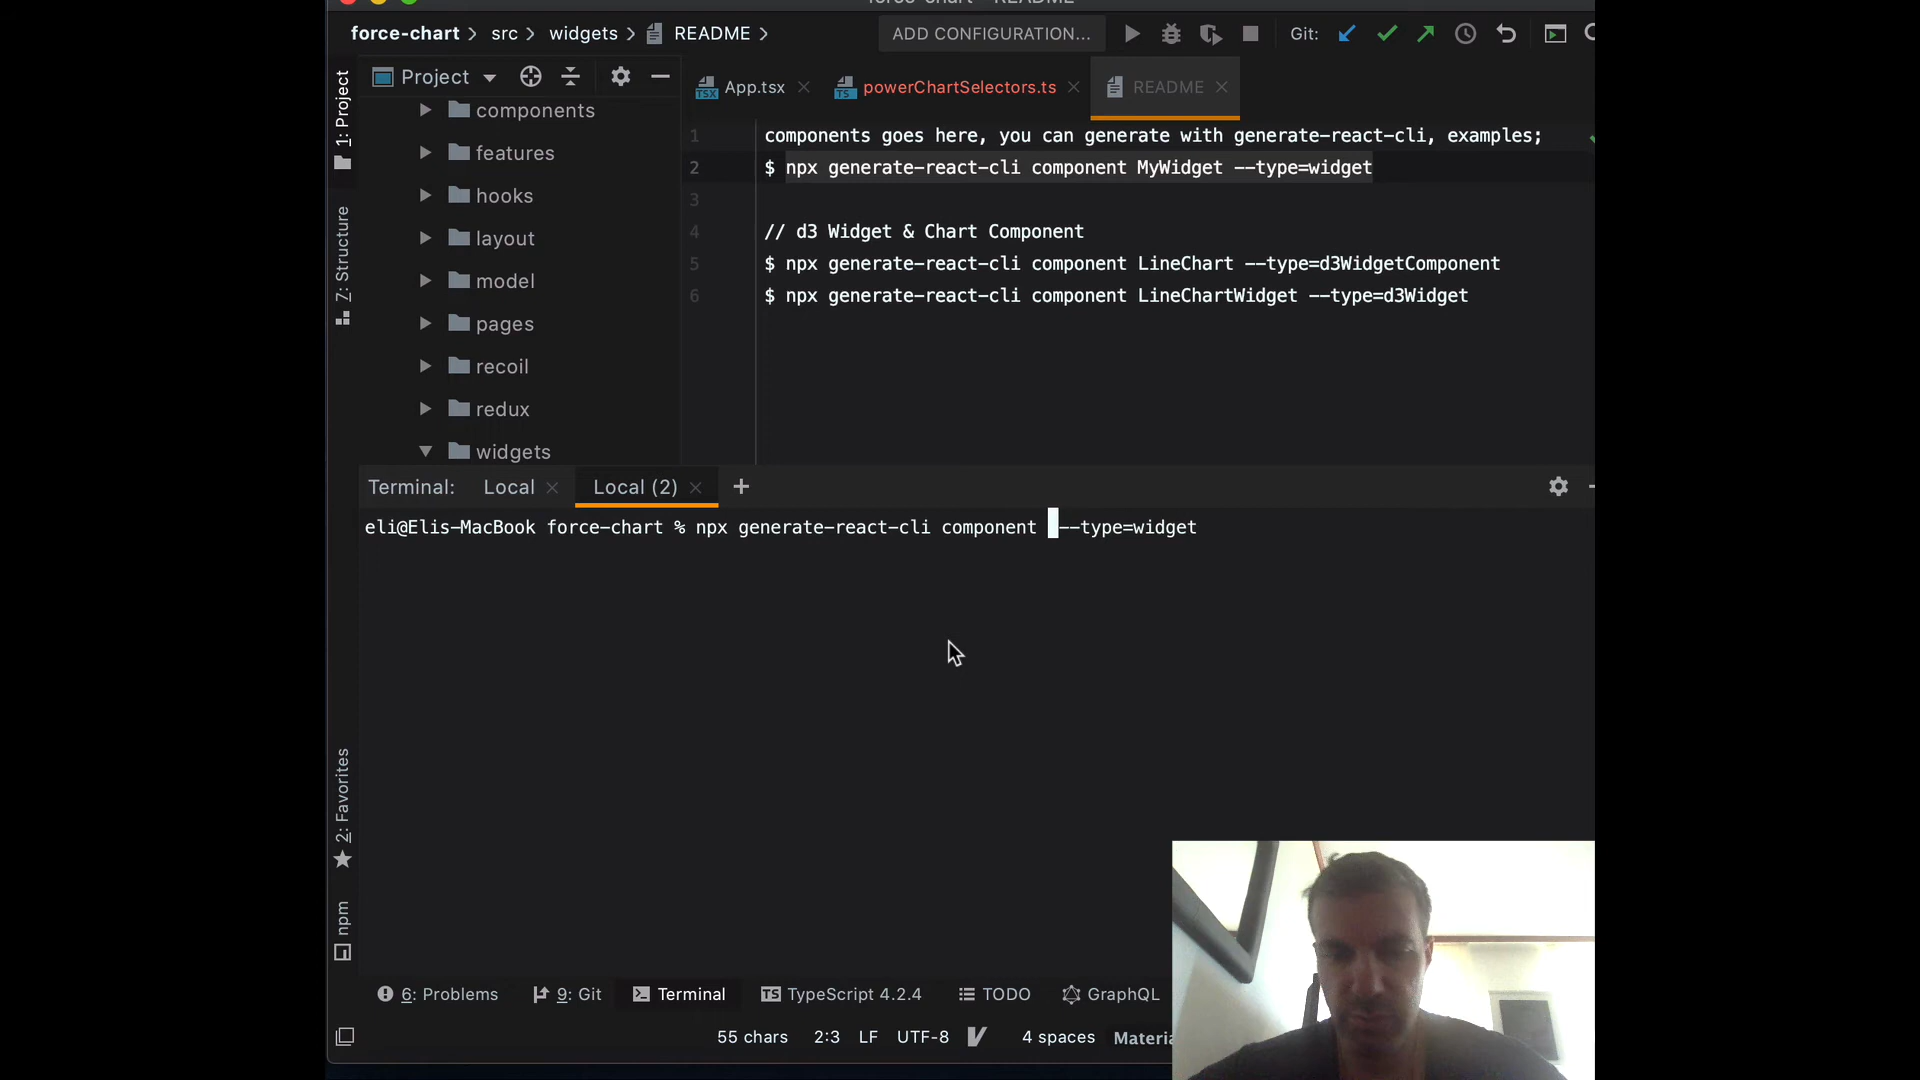 force-chart
src
widgets
README
ADD CONFIGURATION...
Git:
1: Project
Z: Structure
2: Favorites
npm
Project
components
features
hooks
layout
model
pages
recoil
redux
widgets
App.tsx
powerChartSelectors.ts
README
1 components goes here, you can generate with generate-react-cli, examples;
2 $ npx generate-react-cli component MyWidget --type=widget
3
4 // d3 Widget & Chart Component
5 $ npx generate-react-cli component LineChart --type=d3WidgetComponent
6 $ npx generate-react-cli component LineChartWidget --type=d3Widget
Terminal: Local Local (2)
eli@Elis-MacBook force-chart % npx generate-react-cli component --type=widget
6: Problems 9: Git Terminal TypeScript 4.2.4 TODO GraphQL
55 chars 2:3 LF UTF-8 4 spaces